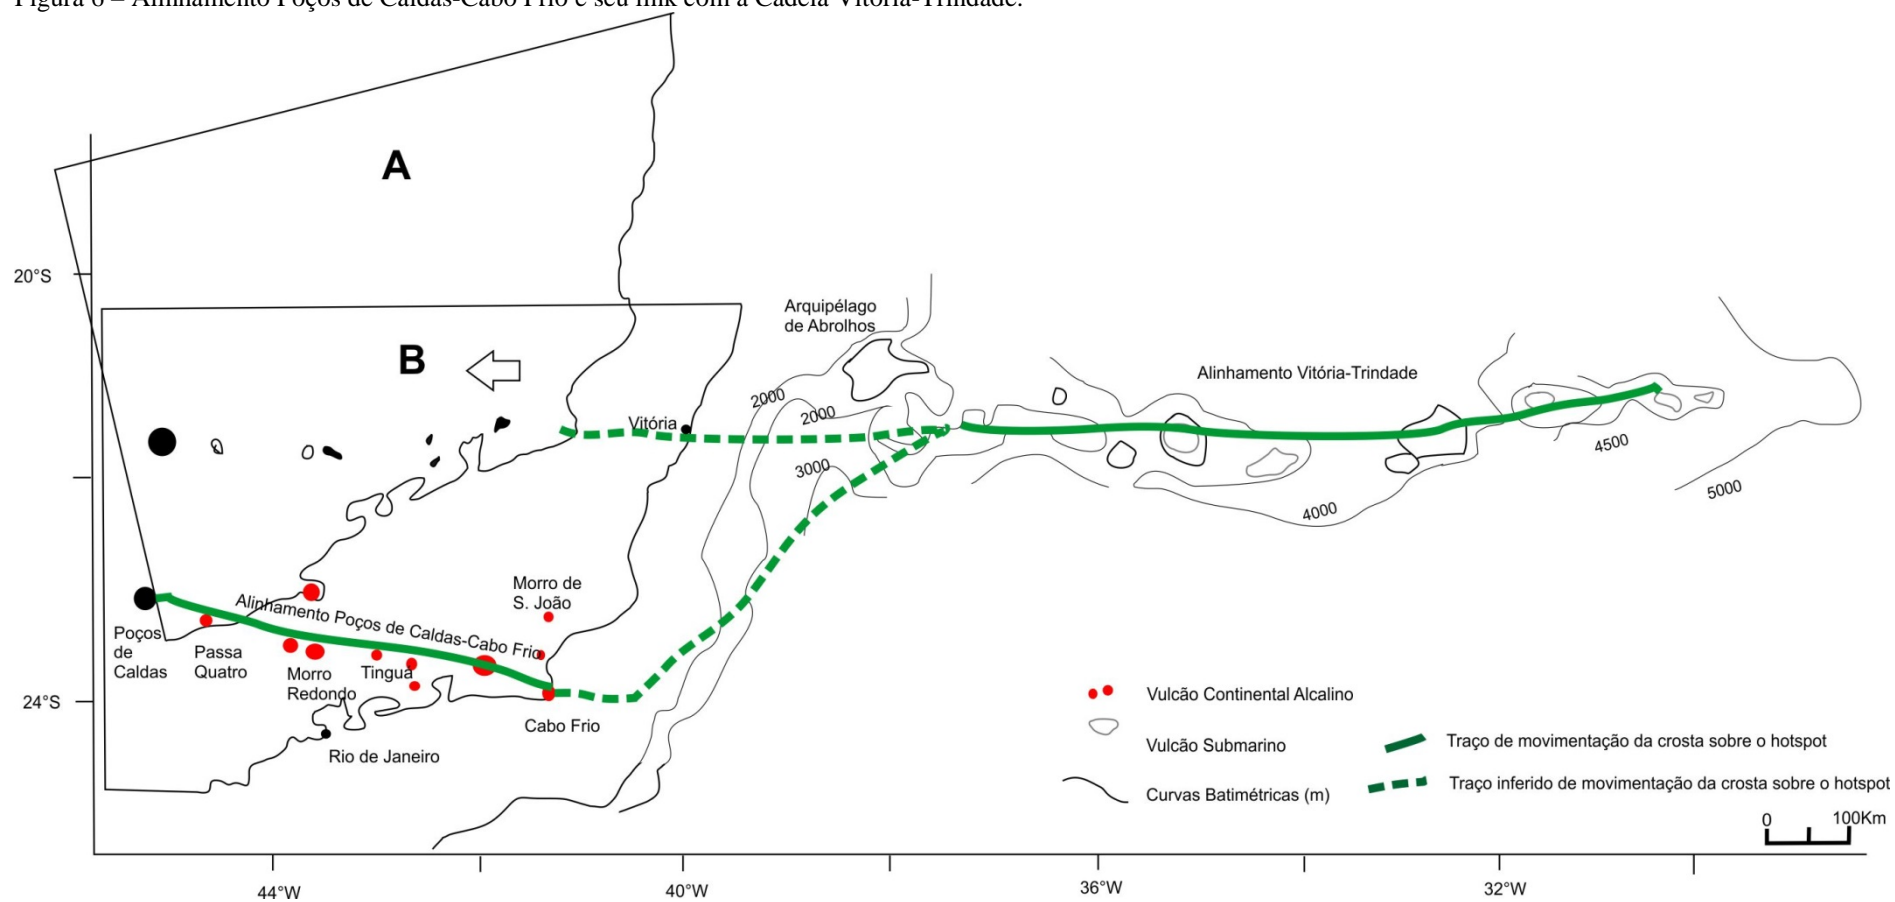 Figura 6 – Alinhamento Poços de Caldas-Cabo Frio e seu link com a Cadeia Vitória-Trindade.
A
20°S
Arquipélago
de Abrolhos
B
Alinhamento Vitória-Trindade
2000
2000
Vitória
4500
3000
5000
4000
Morro de
S. João
Alinhamento Poços de Caldas-Cabo Frio
Poços
de
Caldas
Passa
Quatro
Morro
Redondo
Tinguá
24°S
Cabo Frio
Rio de Janeiro
Vulcão Continental Alcalino
Vulcão Submarino
Traço de movimentação da crosta sobre o hotspot
Curvas Batimétricas (m)
Traço inferido de movimentação da crosta sobre o hotspot
0 100Km
44°W 40°W 36°W 32°W